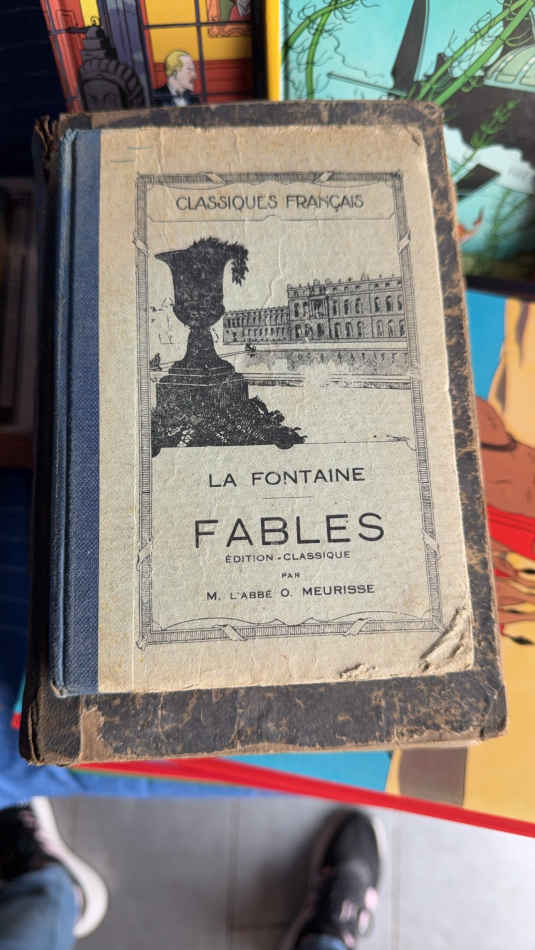 CLASSIQUES FRANÇAIS
LA FONTAINE
FABLES
ÉDITION-CLASSIQUE
PAR
M. L'ABBÉ O. MEURISSE